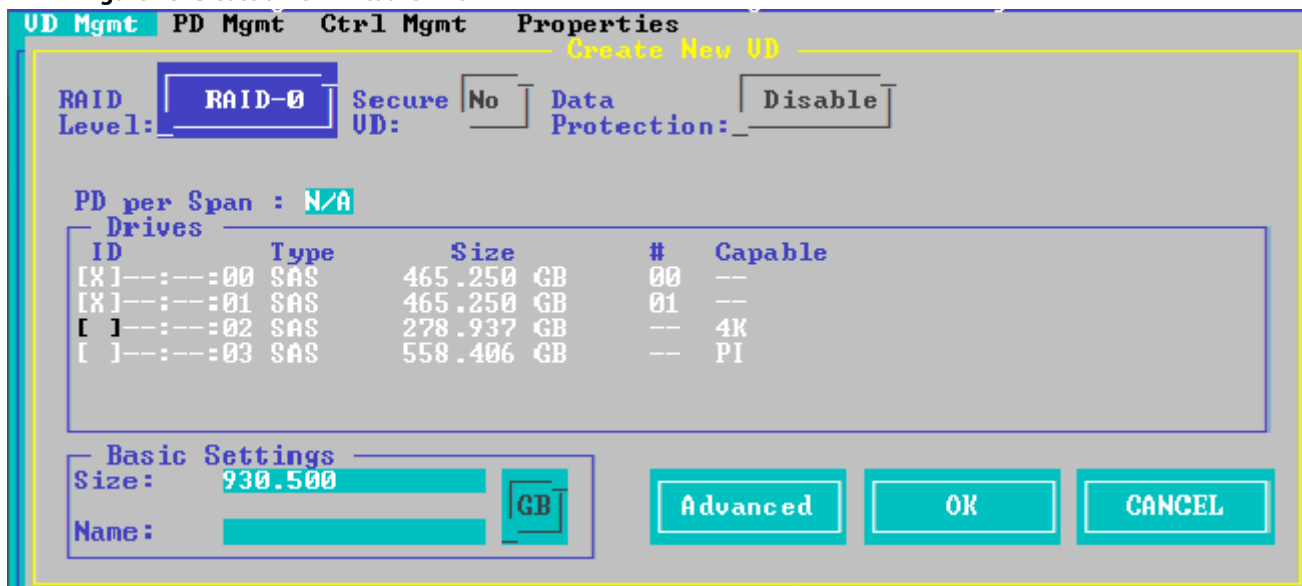 VD Mgmt PD Mgmt Ctrl Mgmt Properties
Create New VD
RAID Level: RAID-0 Secure VD: No Data Protection: Disable
PD per Span : N/A
Drives
ID Type Size # Capable
[X]--:--:00 SAS 465.250 GB 00 --
[X]--:--:01 SAS 465.250 GB 01 --
[ ]--:--:02 SAS 278.937 GB -- 4K
[ ]--:--:03 SAS 558.406 GB -- PI
Basic Settings
Size: 930.500 GB
Name:
Advanced OK CANCEL